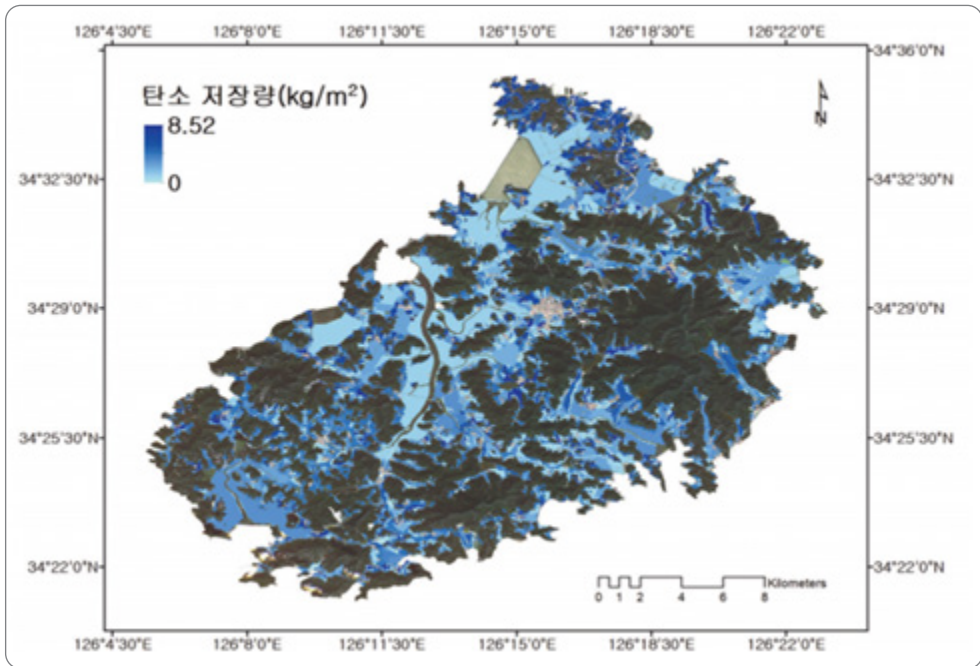 126°4'30"E 126°8'0"E 126°11'30"E 126°15'0"E 126°18'30"E 126°22'0"E
34°36'0"N
탄소 저장량(kg/m²)
8.52
0
N
34°32'30"N 34°32'30"N
34°29'0"N 34°29'0"N
34°25'30"N 34°25'30"N
34°22'0"N 34°22'0"N
Kilometers
0 1 2 4 6 8
126°4'30"E 126°8'0"E 126°11'30"E 126°15'0"E 126°18'30"E 126°22'0"E